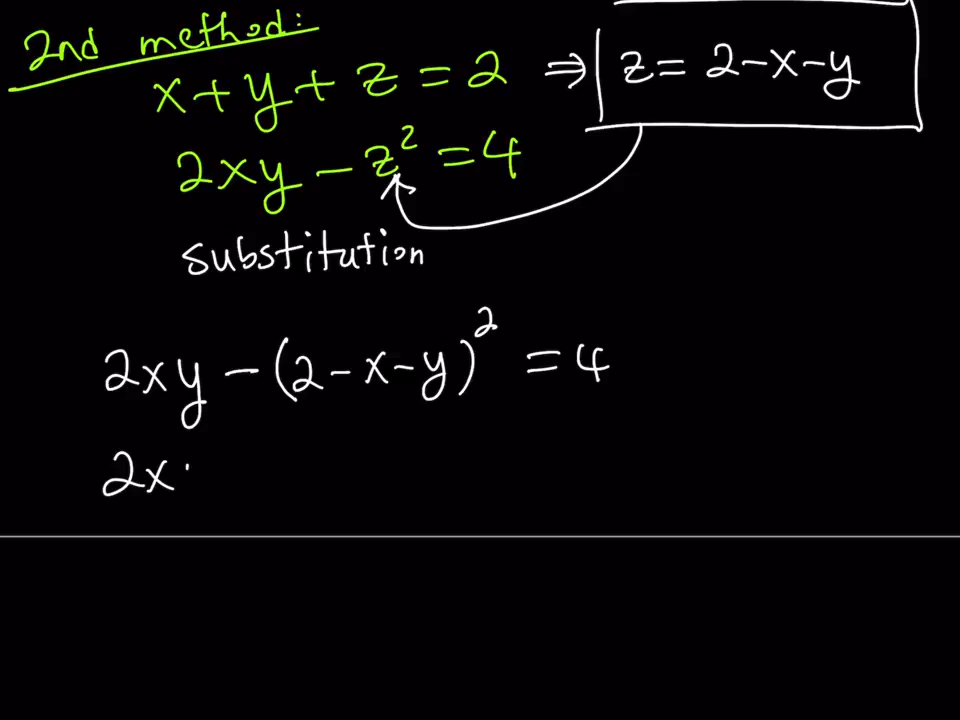 2nd method:
x+y+z=2 ⇒ z=2-x-y
2xy-z²=4
substitution
2xy-(2-x-y)²=4
2x